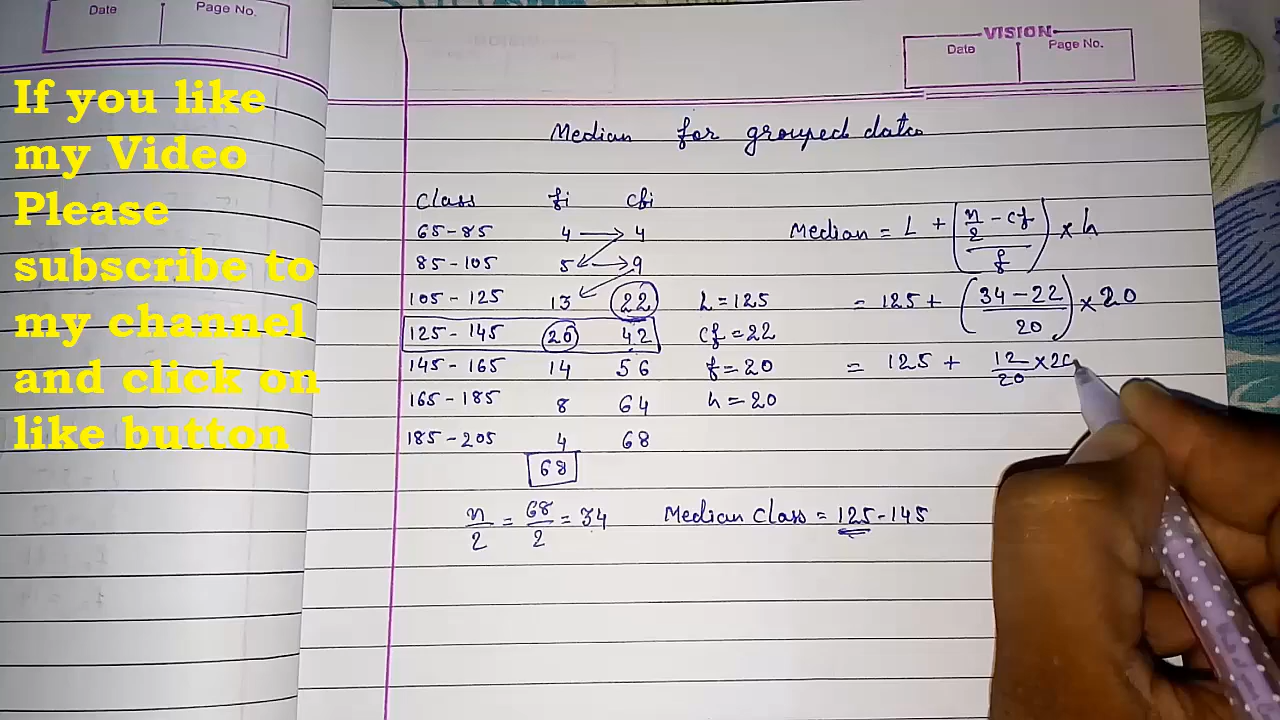 Date Page No.
VISION
Date Page No.
If you like
my Video
Please
subscribe to
my channel
and click on
like button
Median for grouped data
Class fi cfi
65-85 4 → 4
85-105 5 → 9
105-125 13 22
125-145 20 42
145-165 14 56
165-185 8 64
185-205 4 68
68
n/2 = 68/2 = 34
Median Class = 125-145
L = 125
cf = 22
f = 20
h = 20
Median = L + ((n/2 - cf)/f) × h
= 125 + ((34 - 22)/20) × 20
= 125 + 12/20 × 20